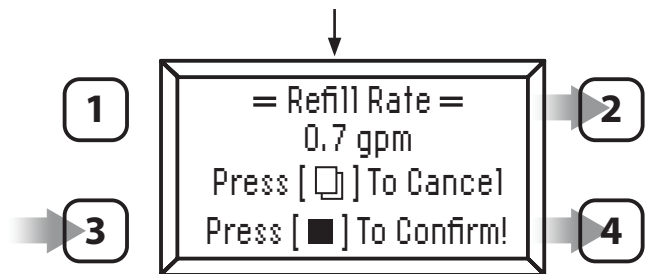 1
= Refill Rate =
2
0.7 gpm
Press [ ❐ ] To Cancel
3
Press [ ■ ] To Confirm!
4